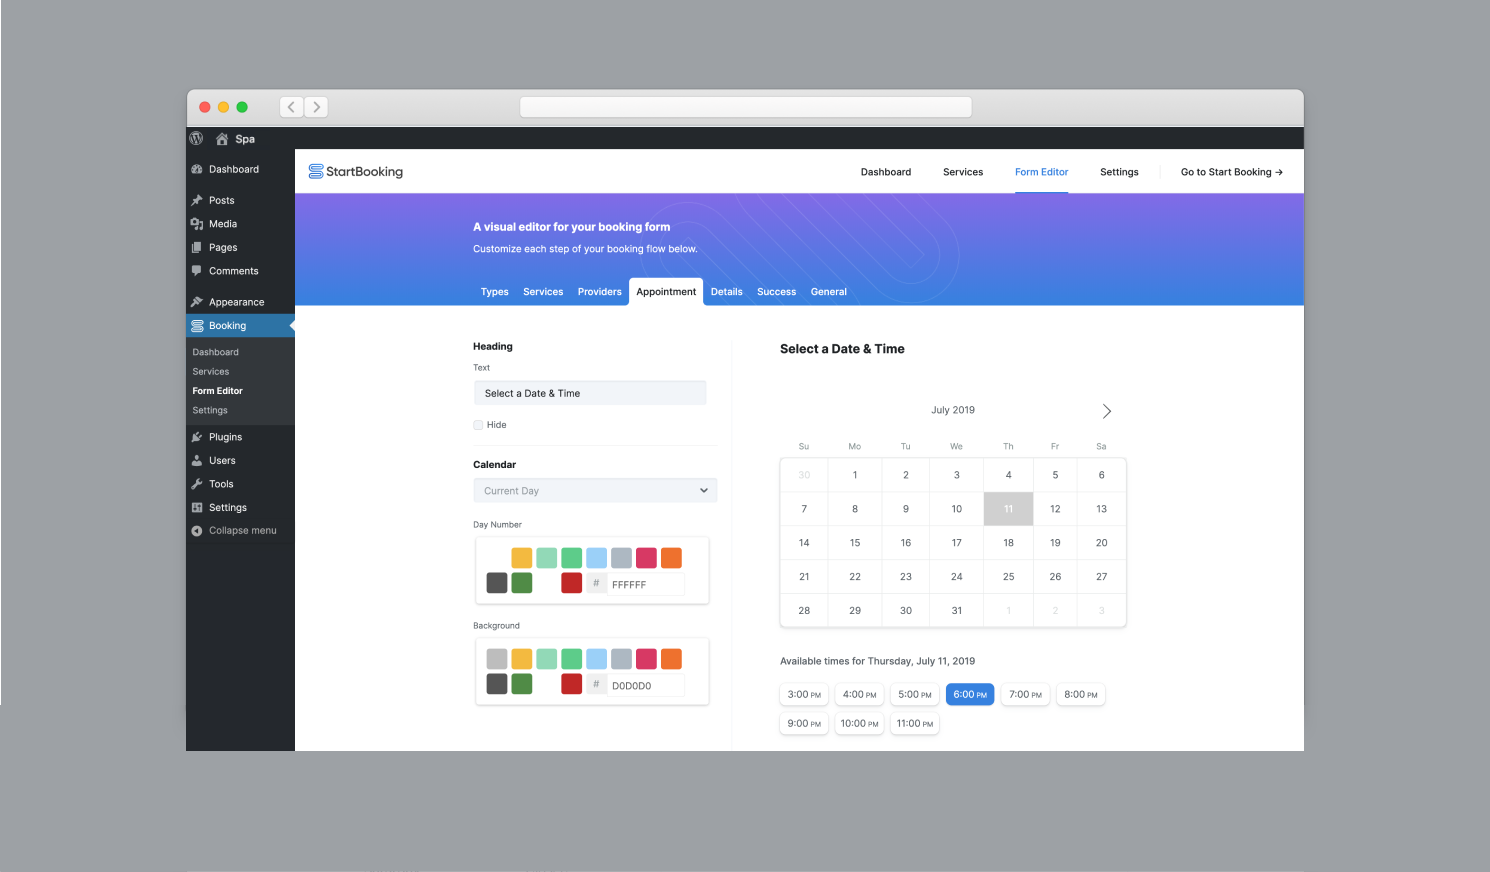 Spa
Dashboard
Posts
Media
Pages
Comments
Appearance
Booking
Dashboard
Services
Form Editor
Settings
Plugins
Users
Tools
Settings
Collapse menu
StartBooking
Dashboard Services Form Editor Settings Go to Start Booking →
A visual editor for your booking form
Customize each step of your booking flow below.
Types Services Providers Appointment Details Success General
Heading
Text
Select a Date & Time
Hide
Calendar
Current Day
Day Number
# FFFFFF
Background
# D0D0D0
Select a Date & Time
July 2019
Su Mo Tu We Th Fr Sa
30 1 2 3 4 5 6
7 8 9 10 11 12 13
14 15 16 17 18 19 20
21 22 23 24 25 26 27
28 29 30 31 1 2 3
Available times for Thursday, July 11, 2019
3:00 PM 4:00 PM 5:00 PM 6:00 PM 7:00 PM 8:00 PM
9:00 PM 10:00 PM 11:00 PM